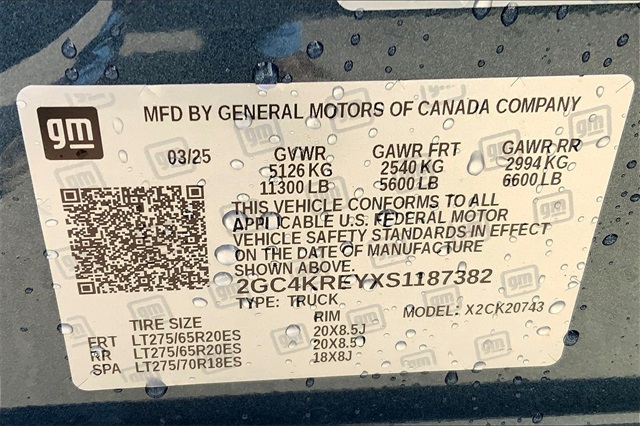 gm
MFD BY GENERAL MOTORS OF CANADA COMPANY
03/25 GVWR GAWR FRT GAWR RR
5126 KG 2540 KG 2994 KG
11300 LB 5600 LB 6600 LB
THIS VEHICLE CONFORMS TO ALL
APPLICABLE U.S. FEDERAL MOTOR
VEHICLE SAFETY STANDARDS IN EFFECT
ON THE DATE OF MANUFACTURE
SHOWN ABOVE.
2GC4KREYXS1187382
TYPE: TRUCK MODEL: X2CK20743
TIRE SIZE RIM
FRT LT275/65R20ES 20X8.5J
RR LT275/65R20ES 20X8.5J
SPA LT275/70R18ES 18X8J